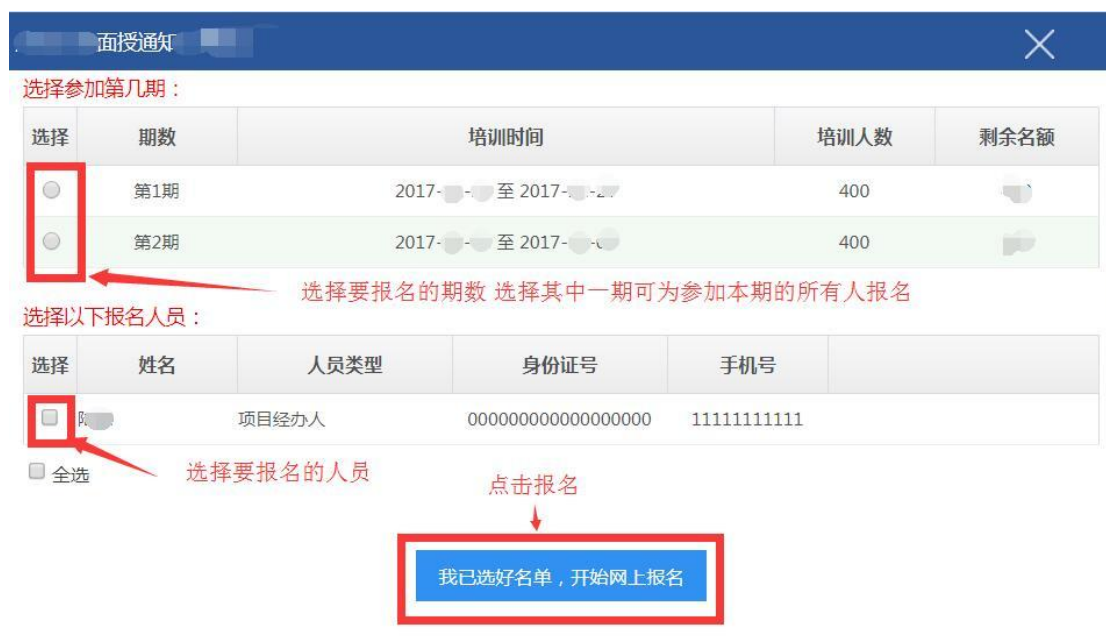 面授通知
选择参加第几期：
选择 期数 培训时间 培训人数 剩余名额
第1期 2017- 至 2017- 400
第2期 2017- 至 2017- 400
选择要报名的期数 选择其中一期可为参加本期的所有人报名
选择以下报名人员：
选择 姓名 人员类型 身份证号 手机号
项目经办人 000000000000000000 11111111111
全选
选择要报名的人员
点击报名
我已选好名单，开始网上报名